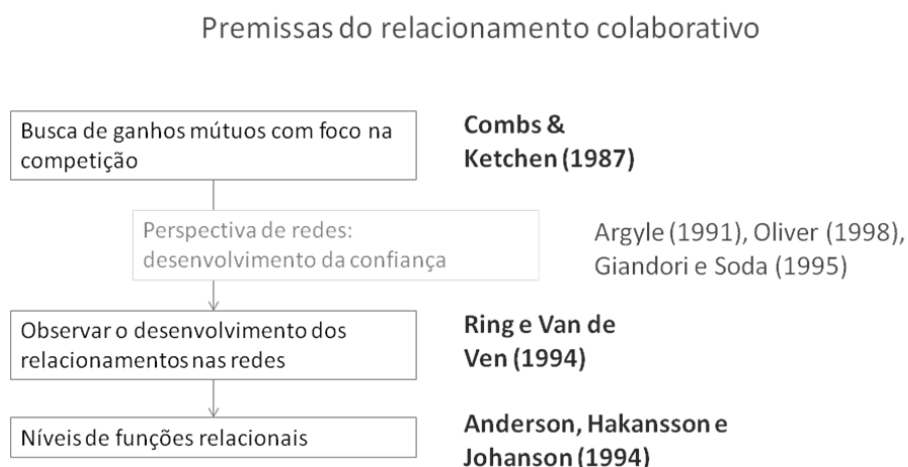 Premissas do relacionamento colaborativo
Busca de ganhos mútuos com foco na
competição
Combs &
Ketchen (1987)
Perspectiva de redes:
desenvolvimento da confiança
Argyle (1991), Oliver (1998),
Giandori e Soda (1995)
Observar o desenvolvimento dos
relacionamentos nas redes
Ring e Van de
Ven (1994)
Níveis de funções relacionais
Anderson, Hakansson e
Johanson (1994)